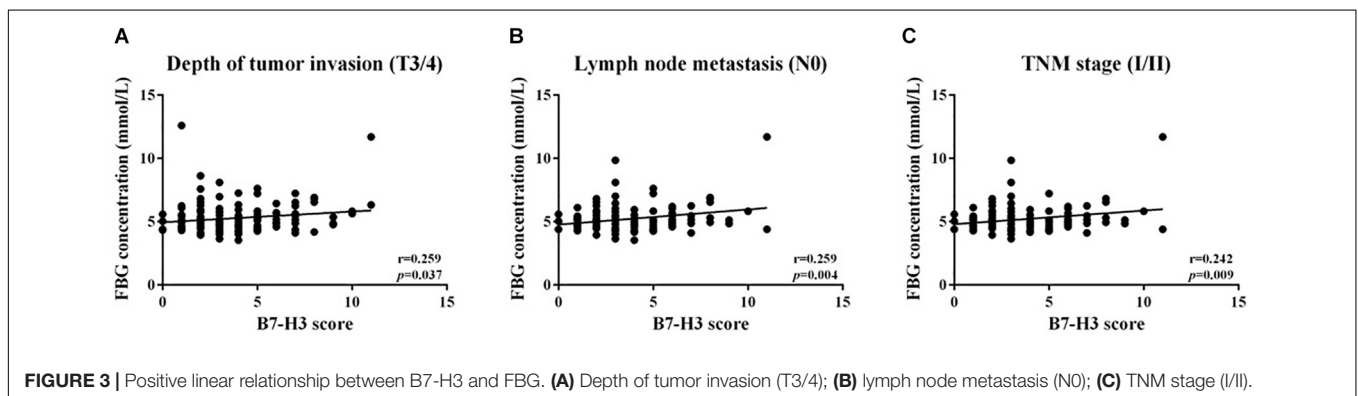 A
Depth of tumor invasion (T3/4)
FBG concentration (mmol/L)
15
10
5
0
0
5
10
15
r=0.259
p=0.037
B7-H3 score
B
Lymph node metastasis (N0)
FBG concentration (mmol/L)
15
10
5
0
0
5
10
15
r=0.259
p=0.004
B7-H3 score
C
TNM stage (I/II)
FBG concentration (mmol/L)
15
10
5
0
0
5
10
15
r=0.242
p=0.009
B7-H3 score
FIGURE 3 | Positive linear relationship between B7-H3 and FBG. (A) Depth of tumor invasion (T3/4); (B) lymph node metastasis (N0); (C) TNM stage (I/II).